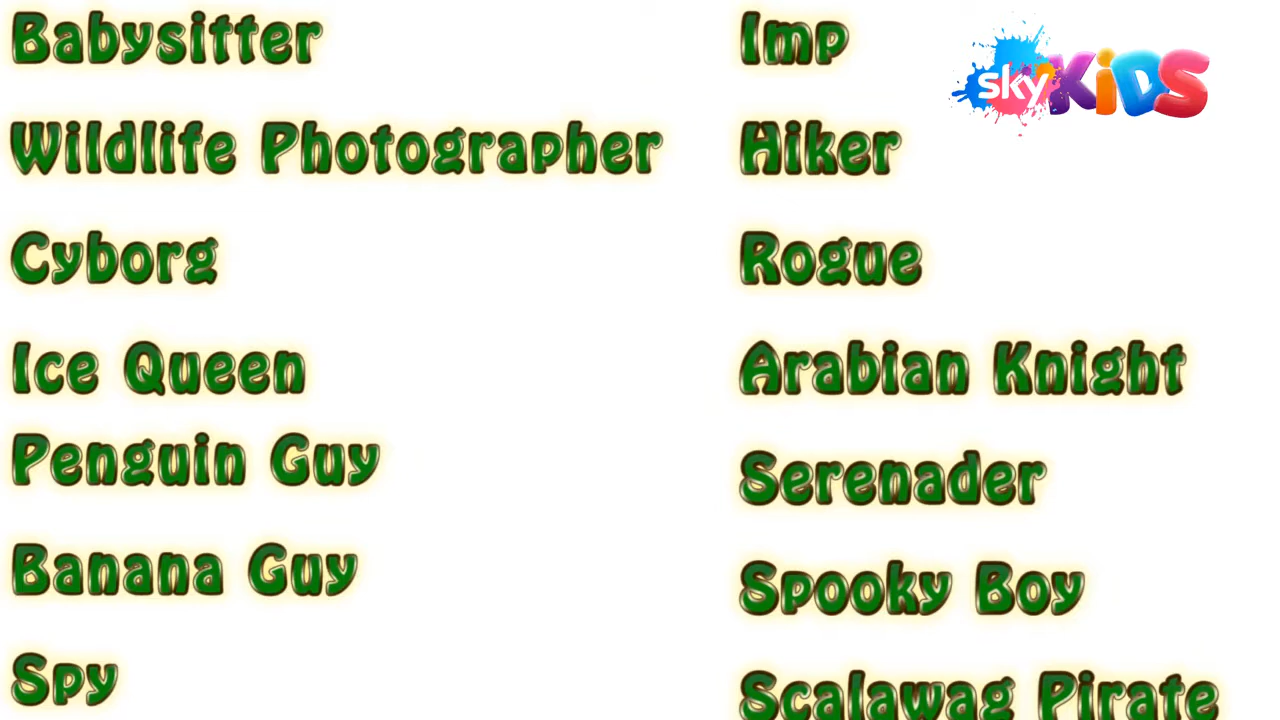 Babysitter
Wildlife Photographer
Cyborg
Ice Queen
Penguin Guy
Banana Guy
Spy
Imp
Hiker
Rogue
Arabian Knight
Serenader
Spooky Boy
Scalawag Pirate
sky KiDS